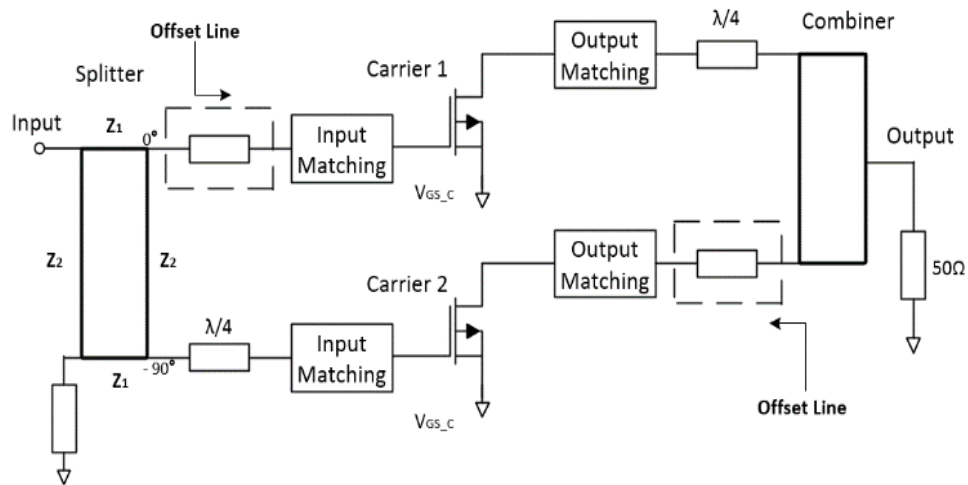 Offset Line
Splitter
Input
Z₁
0°
Input
Matching
Carrier 1
V_GS_C
Output
Matching
λ/4
Combiner
Output
50Ω
Z₂
Z₂
Carrier 2
Output
Matching
λ/4
Input
Matching
Z₁
-90°
V_GS_C
Offset Line